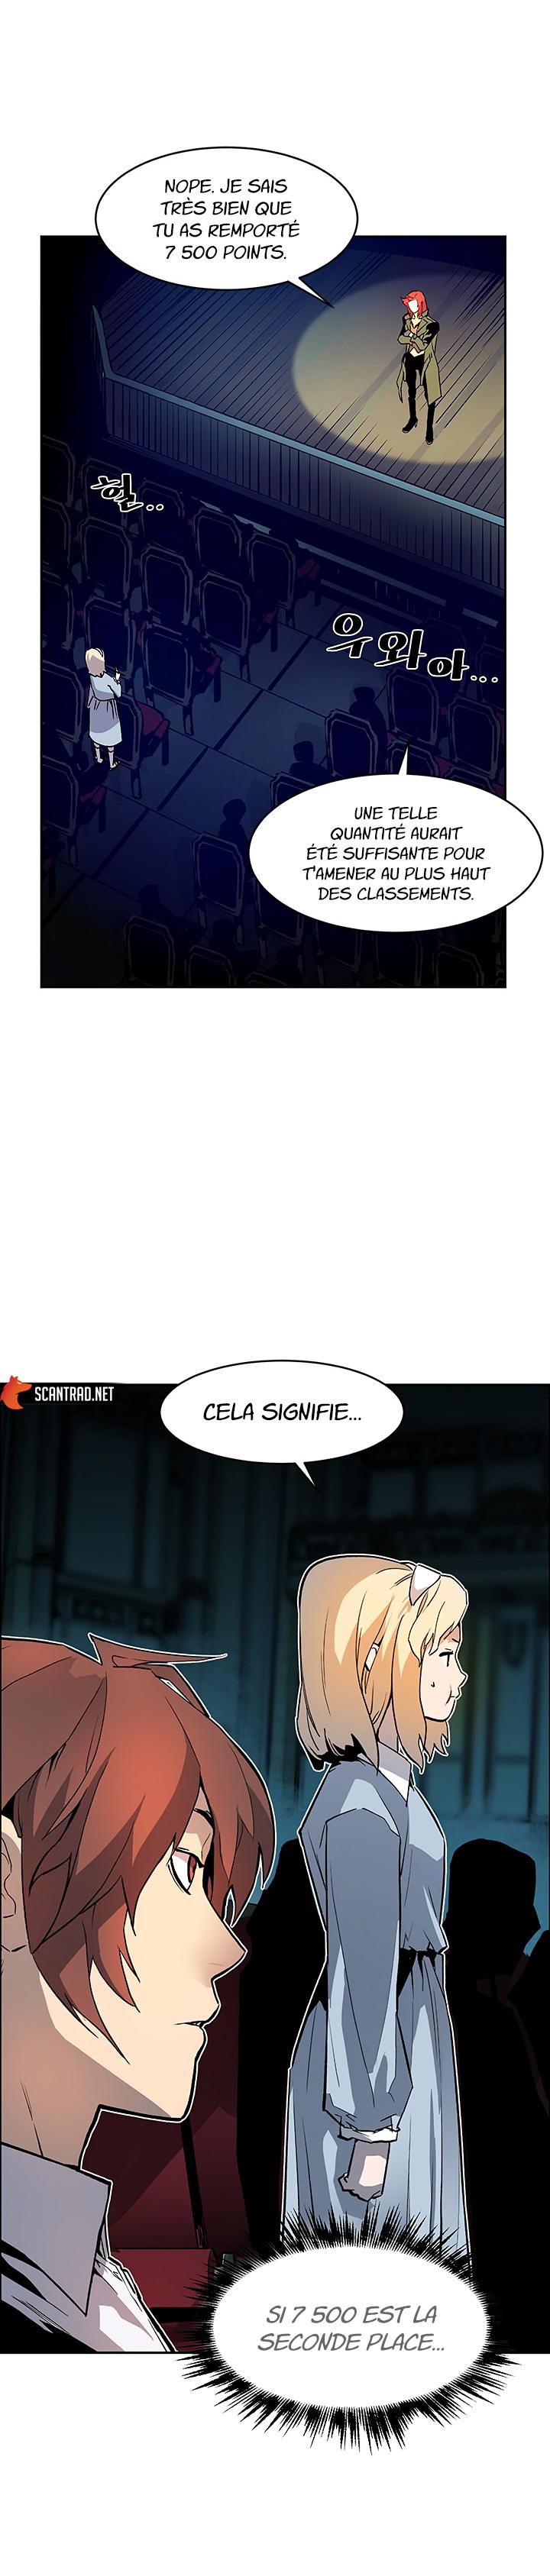 NOPE. JE SAIS
TRÈS BIEN QUE
TU AS REMPORTÉ
7 500 POINTS.
헐..
우와아...
UNE TELLE
QUANTITÉ AURAIT
ÉTÉ SUFFISANTE POUR
T'AMENER AU PLUS HAUT
DES CLASSEMENTS.
SCANTRAD.NET
CELA SIGNIFIE...
SI 7 500 EST LA
SECONDE PLACE...